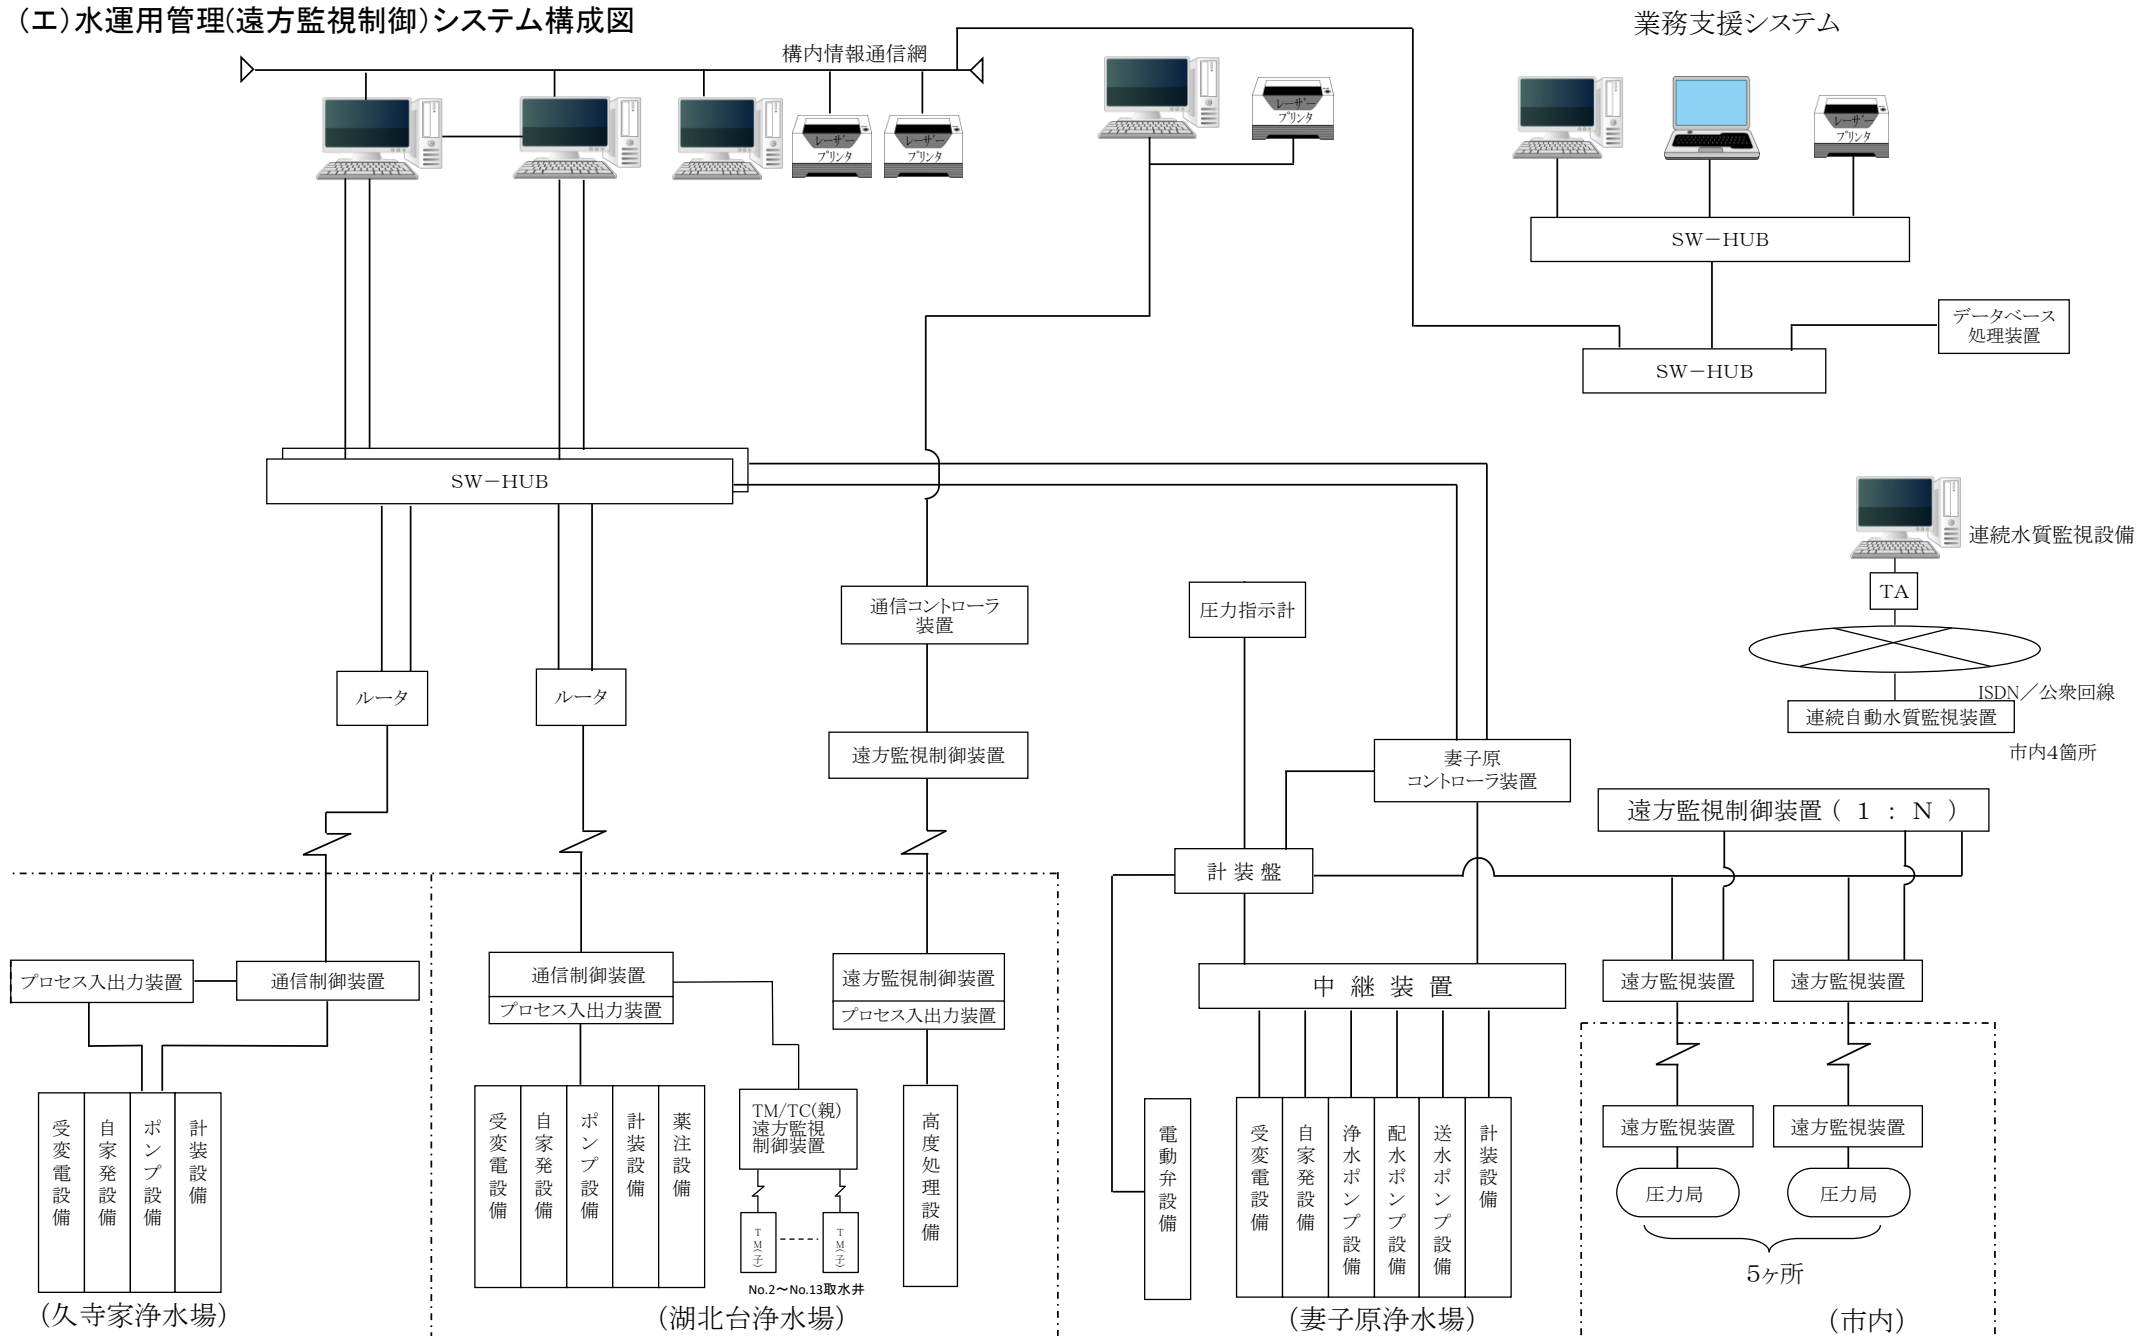 (エ)水運用管理(遠方監視制御)システム構成図
業務支援システム
構内情報通信網
レーザー
プリンタ
レーザー
プリンタ
レーザー
プリンタ
レーザー
プリンタ
SW－HUB
データベース
処理装置
SW－HUB
SW－HUB
連続水質監視設備
TA
ISDN／公衆回線
連続自動水質監視装置
市内4箇所
通信コントローラ
装置
圧力指示計
ルータ
ルータ
遠方監視制御装置
妻子原
コントローラ装置
遠方監視制御装置（ 1 ： N ）
計装盤
プロセス入出力装置
通信制御装置
通信制御装置
プロセス入出力装置
遠方監視制御装置
プロセス入出力装置
中継装置
遠方監視装置
遠方監視装置
受変電設備
自家発設備
ポンプ設備
計装設備
受変電設備
自家発設備
ポンプ設備
計装設備
薬注設備
TM/TC(親)
遠方監視
制御装置
TM(子)
TM(子)
No.2～No.13取水井
高度処理設備
電動弁設備
受変電設備
自家発設備
浄水ポンプ設備
配水ポンプ設備
送水ポンプ設備
計装設備
遠方監視装置
遠方監視装置
圧力局
圧力局
5ヶ所
(久寺家浄水場)
(湖北台浄水場)
(妻子原浄水場)
(市内)